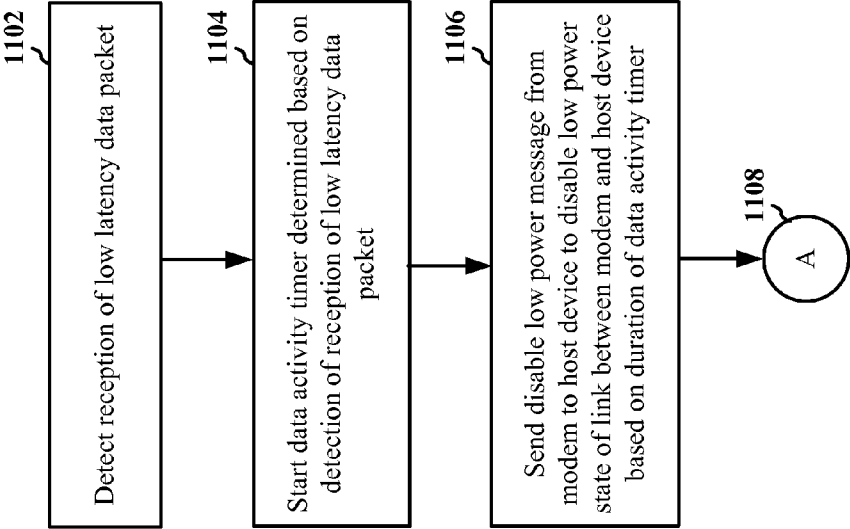 1102
Detect reception of low latency data packet
1104
Start data activity timer determined based on
detection of reception of low latency data
packet
1106
Send disable low power message from
modem to host device to disable low power
state of link between modem and host device
based on duration of data activity timer
1108
A